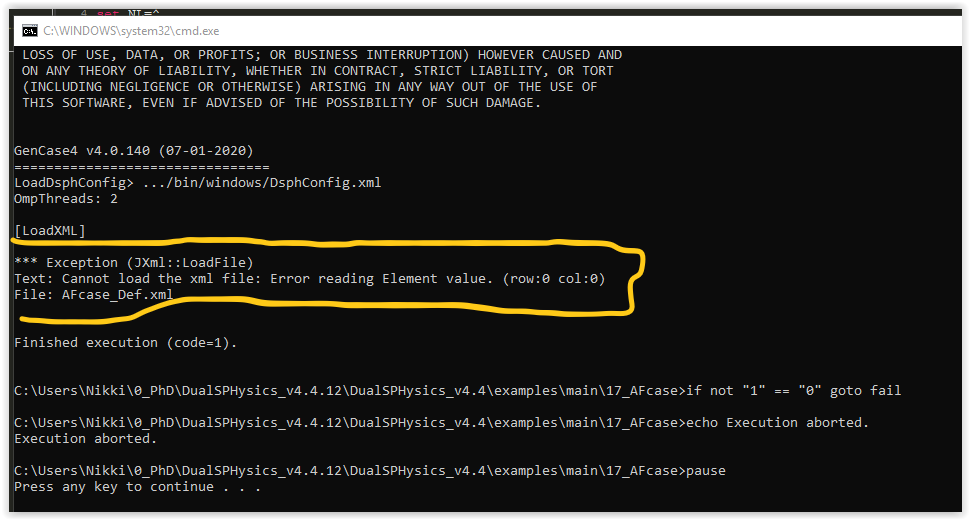 4 set NL=^
C:\WINDOWS\system32\cmd.exe
LOSS OF USE, DATA, OR PROFITS; OR BUSINESS INTERRUPTION) HOWEVER CAUSED AND
ON ANY THEORY OF LIABILITY, WHETHER IN CONTRACT, STRICT LIABILITY, OR TORT
(INCLUDING NEGLIGENCE OR OTHERWISE) ARISING IN ANY WAY OUT OF THE USE OF
THIS SOFTWARE, EVEN IF ADVISED OF THE POSSIBILITY OF SUCH DAMAGE.
GenCase4 v4.0.140 (07-01-2020)
================================
LoadDsphConfig> .../bin/windows/DsphConfig.xml
OmpThreads: 2
[LoadXML]
*** Exception (JXml::LoadFile)
Text: Cannot load the xml file: Error reading Element value. (row:0 col:0)
File: AFcase_Def.xml
Finished execution (code=1).
C:\Users\Nikki\0_PhD\DualSPHysics_v4.4.12\DualSPHysics_v4.4\examples\main\17_AFcase>if not "1" == "0" goto fail
C:\Users\Nikki\0_PhD\DualSPHysics_v4.4.12\DualSPHysics_v4.4\examples\main\17_AFcase>echo Execution aborted.
Execution aborted.
C:\Users\Nikki\0_PhD\DualSPHysics_v4.4.12\DualSPHysics_v4.4\examples\main\17_AFcase>pause
Press any key to continue . . .